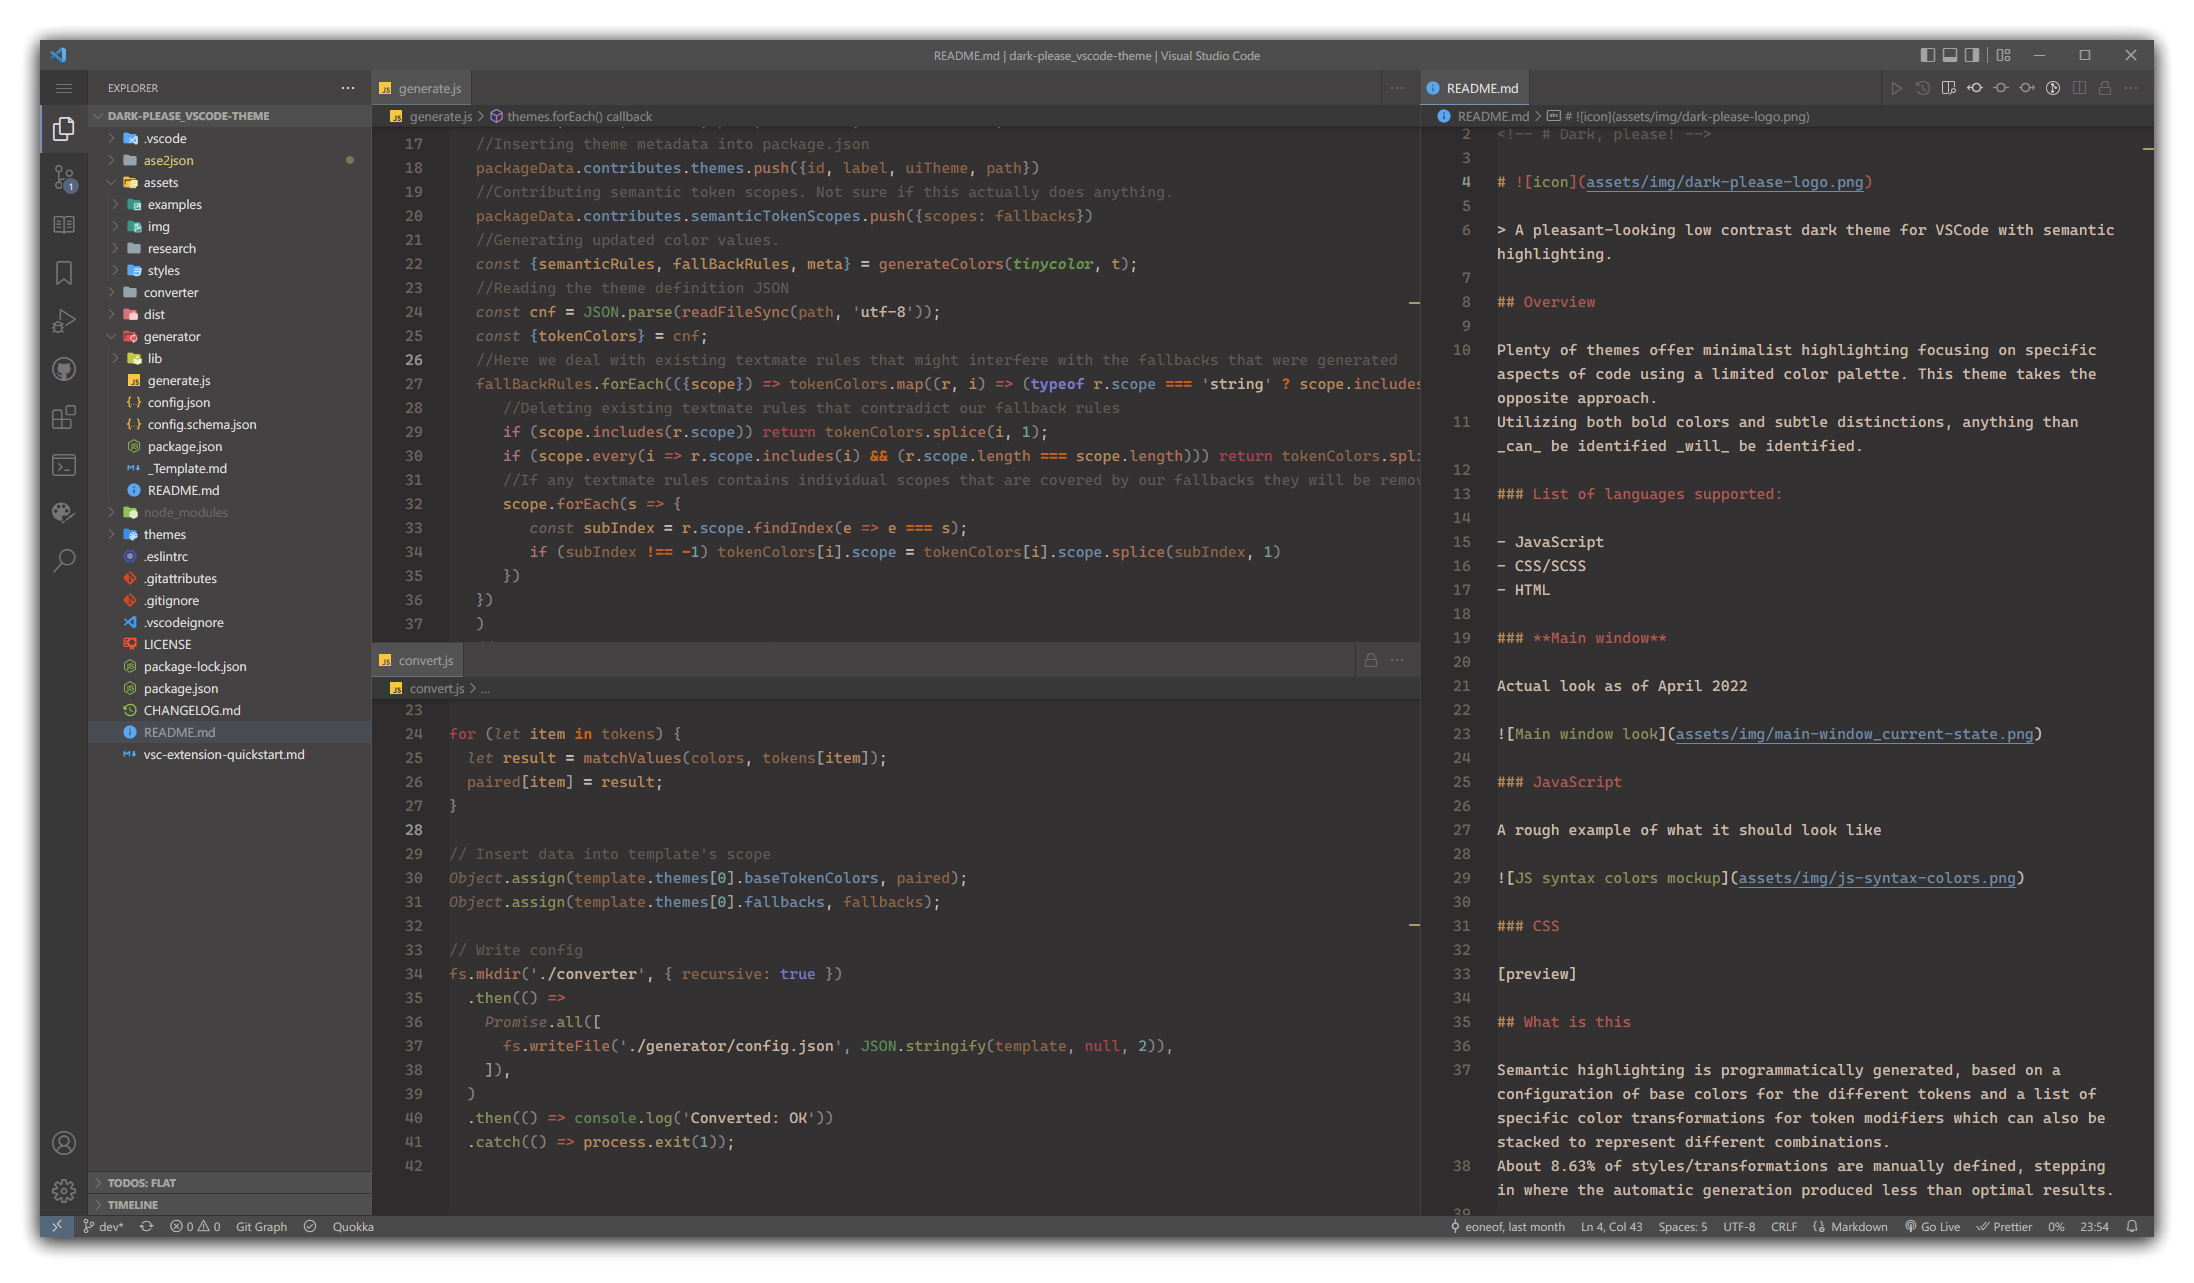 README.md | dark-please_vscode-theme | Visual Studio Code
EXPLORER
DARK-PLEASE_VSCODE-THEME
.vscode
ase2json
assets
examples
img
research
styles
converter
dist
generator
lib
generate.js
config.json
config.schema.json
package.json
_Template.md
README.md
node_modules
themes
.eslintrc
.gitattributes
.gitignore
.vscodeignore
LICENSE
package-lock.json
package.json
CHANGELOG.md
README.md
vsc-extension-quickstart.md
TODOS: FLAT
TIMELINE
1
generate.js
generate.js > themes.forEach() callback
17 //Inserting theme metadata into package.json
18 packageData.contributes.themes.push({id, label, uiTheme, path})
19 //Contributing semantic token scopes. Not sure if this actually does anything.
20 packageData.contributes.semanticTokenScopes.push({scopes: fallbacks})
21 //Generating updated color values.
22 const {semanticRules, fallBackRules, meta} = generateColors(tinycolor, t);
23 //Reading the theme definition JSON
24 const cnf = JSON.parse(readFileSync(path, 'utf-8'));
25 const {tokenColors} = cnf;
26 //Here we deal with existing textmate rules that might interfere with the fallbacks that were generated
27 fallBackRules.forEach(({scope}) => tokenColors.map((r, i) => (typeof r.scope === 'string' ? scope.includes
28 //Deleting existing textmate rules that contradict our fallback rules
29 if (scope.includes(r.scope)) return tokenColors.splice(i, 1);
30 if (scope.every(i => r.scope.includes(i) && (r.scope.length === scope.length))) return tokenColors.spli
31 //If any textmate rules contains individual scopes that are covered by our fallbacks they will be remov
32 scope.forEach(s => {
33 const subIndex = r.scope.findIndex(e => e === s);
34 if (subIndex !== -1) tokenColors[i].scope = tokenColors[i].scope.splice(subIndex, 1)
35 })
36 })
37 )
convert.js
convert.js > ...
23
24 for (let item in tokens) {
25 let result = matchValues(colors, tokens[item]);
26 paired[item] = result;
27 }
28
29 // Insert data into template's scope
30 Object.assign(template.themes[0].baseTokenColors, paired);
31 Object.assign(template.themes[0].fallbacks, fallbacks);
32
33 // Write config
34 fs.mkdir('./converter', { recursive: true })
35 .then(() =>
36 Promise.all([
37 fs.writeFile('./generator/config.json', JSON.stringify(template, null, 2)),
38 ]),
39 )
40 .then(() => console.log('Converted: OK'))
41 .catch(() => process.exit(1));
42
README.md
README.md > # ![icon](assets/img/dark-please-logo.png)
2 <!-- # Dark, please! -->
3
4 # ![icon](assets/img/dark-please-logo.png)
5
6 > A pleasant-looking low contrast dark theme for VSCode with semantic
highlighting.
7
8 ## Overview
9
10 Plenty of themes offer minimalist highlighting focusing on specific
aspects of code using a limited color palette. This theme takes the
opposite approach.
11 Utilizing both bold colors and subtle distinctions, anything than
_can_ be identified _will_ be identified.
12
13 ### List of languages supported:
14
15 - JavaScript
16 - CSS/SCSS
17 - HTML
18
19 ### **Main window**
20
21 Actual look as of April 2022
22
23 ![Main window look](assets/img/main-window_current-state.png)
24
25 ### JavaScript
26
27 A rough example of what it should look like
28
29 ![JS syntax colors mockup](assets/img/js-syntax-colors.png)
30
31 ### CSS
32
33 [preview]
34
35 ## What is this
36
37 Semantic highlighting is programmatically generated, based on a
configuration of base colors for the different tokens and a list of
specific color transformations for token modifiers which can also be
stacked to represent different combinations.
38 About 8.63% of styles/transformations are manually defined, stepping
in where the automatic generation produced less than optimal results.
39
dev* 0 0 Git Graph Quokka
eoneof, last month Ln 4, Col 43 Spaces: 5 UTF-8 CRLF Markdown Go Live Prettier 0% 23:54